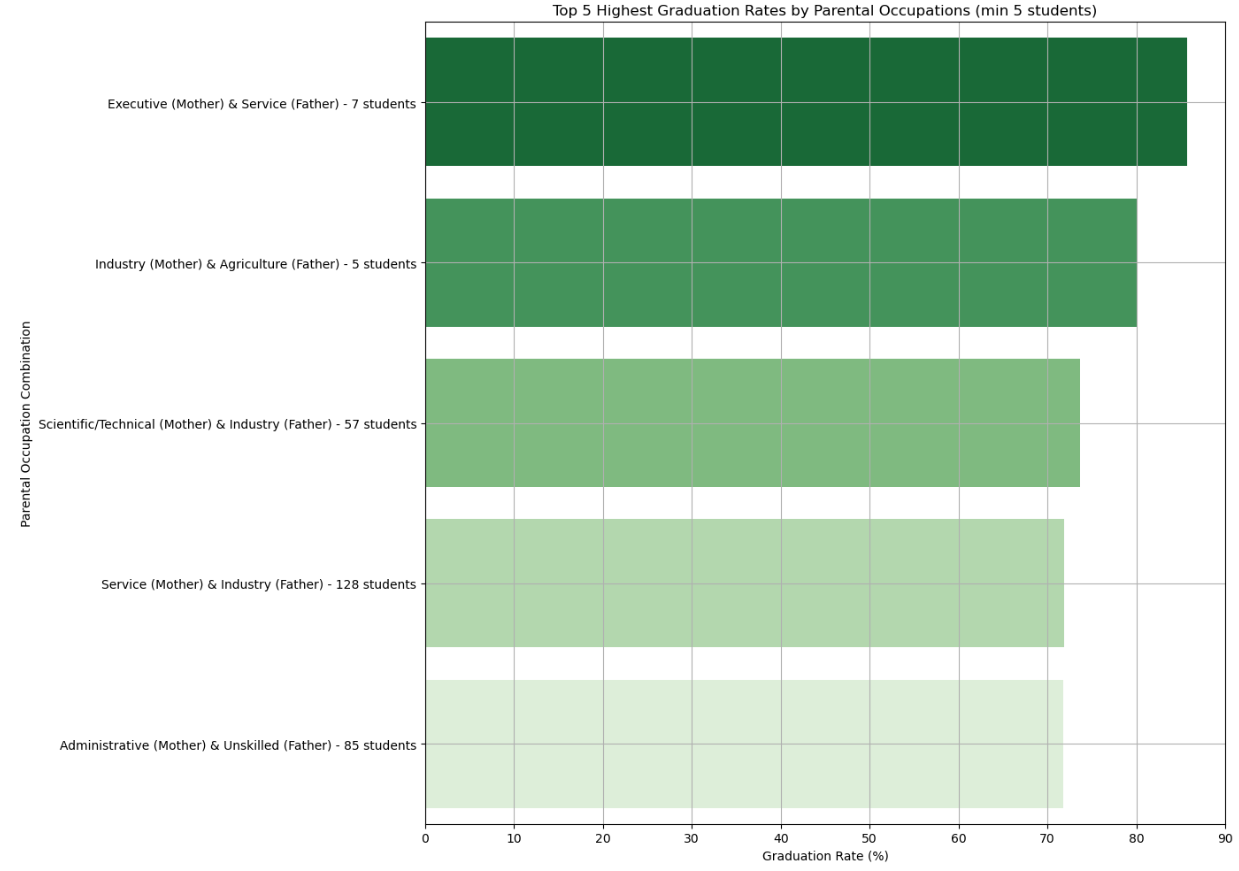 Top 5 Highest Graduation Rates by Parental Occupations (min 5 students)
Parental Occupation Combination
Executive (Mother) & Service (Father) - 7 students
Industry (Mother) & Agriculture (Father) - 5 students
Scientific/Technical (Mother) & Industry (Father) - 57 students
Service (Mother) & Industry (Father) - 128 students
Administrative (Mother) & Unskilled (Father) - 85 students
0 10 20 30 40 50 60 70 80 90
Graduation Rate (%)